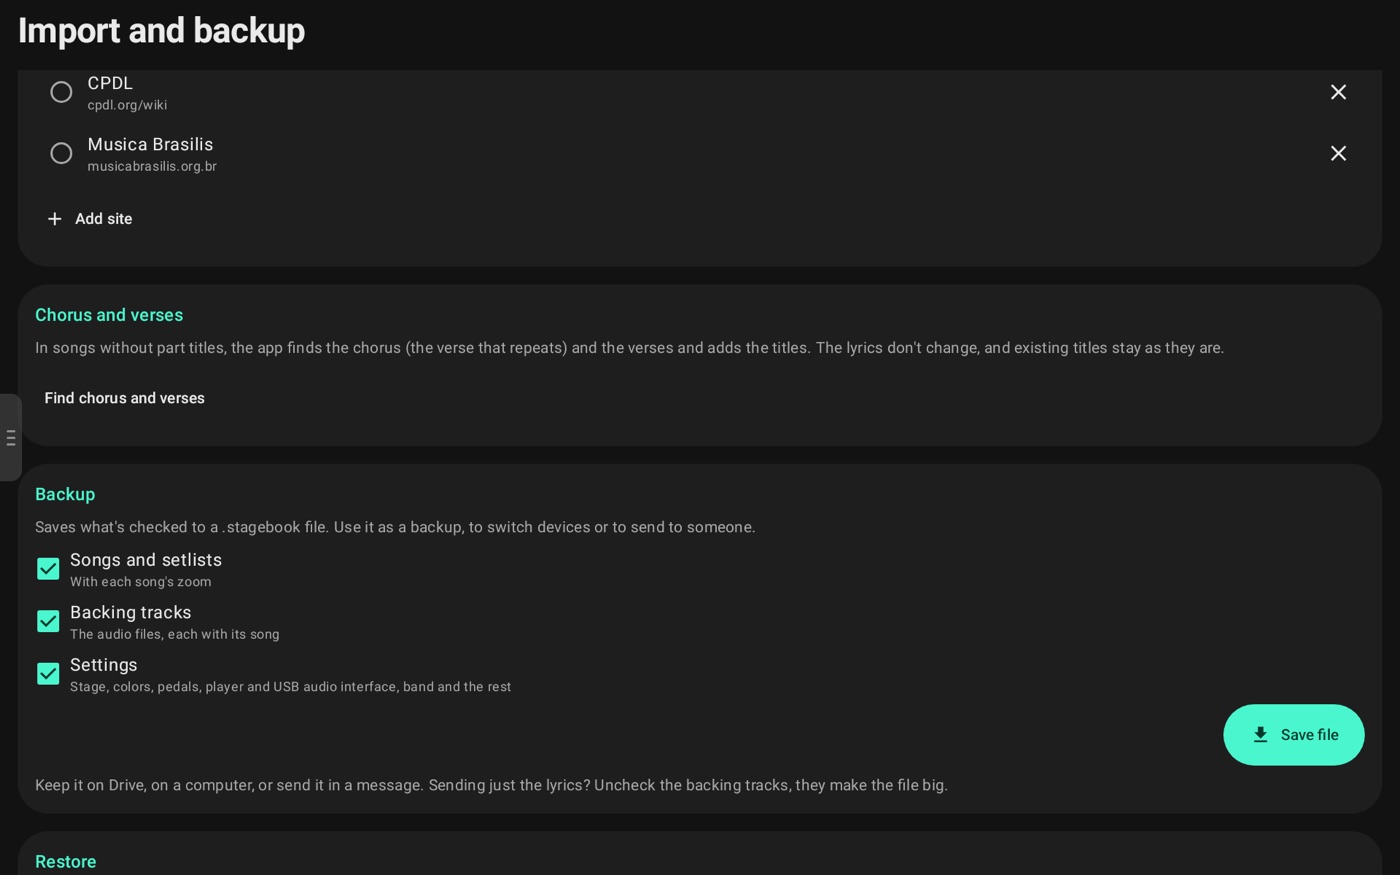 Import and backup
CPDL
cpdl.org/wiki
Musica Brasilis
musicabrasilis.org.br
Add site
Chorus and verses
In songs without part titles, the app finds the chorus (the verse that repeats) and the verses and adds the titles. The lyrics don't change, and existing titles stay as they are.
Find chorus and verses
Backup
Saves what's checked to a .stagebook file. Use it as a backup, to switch devices or to send to someone.
Songs and setlists
With each song's zoom
Backing tracks
The audio files, each with its song
Settings
Stage, colors, pedals, player and USB audio interface, band and the rest
Save file
Keep it on Drive, on a computer, or send it in a message. Sending just the lyrics? Uncheck the backing tracks, they make the file big.
Restore